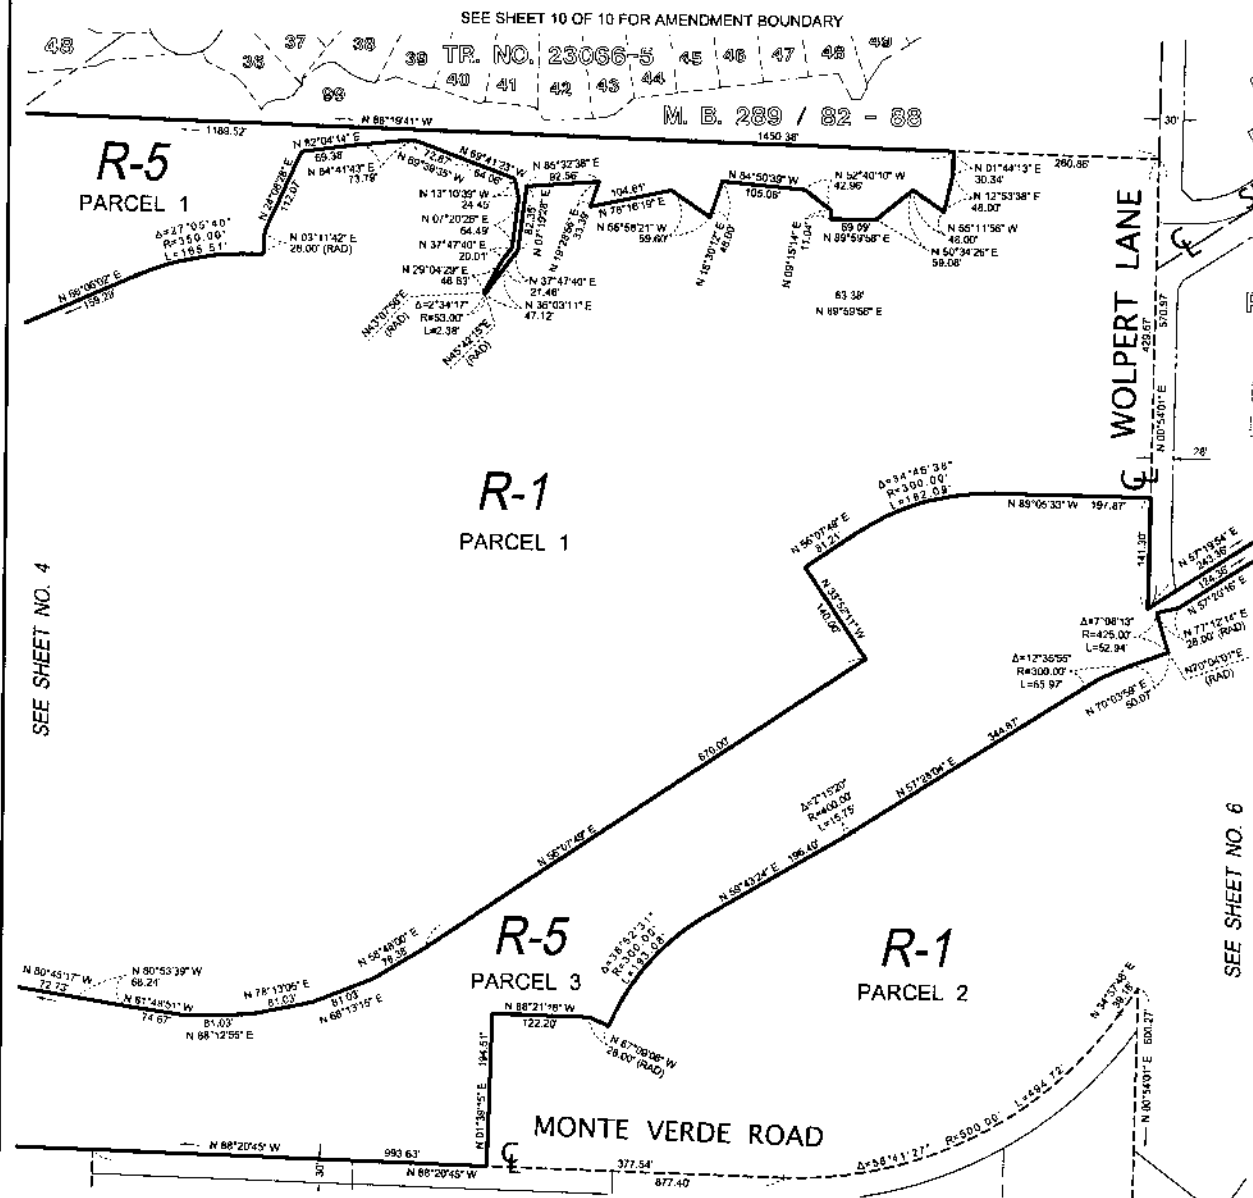 SEE SHEET 10 OF 10 FOR AMENDMENT BOUNDARY
48
36
37
38
39
TR. NO. 23066-5
45
46
47
48
49
40
41
42
43
44
99
M. B. 289 / 82 - 88
N 88°19'41" W
1189.52'
1450.38'
260.86'
30'
R-5
PARCEL 1
N 82°04'14" E
69.38'
N 84°41'43" E
73.79'
N 24°08'28" E
112.07'
N 03°11'42" E
28.00' (RAD)
Δ=27°05'40"
R=350.00'
L=165.51'
N 66°06'02" E
159.29'
72.87'
N 69°39'35" W
N 69°41'23" W
64.06'
N 13°10'39" W
24.45'
N 07°20'26" E
64.49'
N 37°47'40" E
20.01'
N 29°04'29" E
46.63'
Δ=2°34'17"
R=53.00'
L=2.38'
N43°07'58"E
(RAD)
N45°42'15"E
(RAD)
N 85°32'38" E
92.56'
82.35'
N 07°10'28" E
N 19°28'56" E
33.39'
N 37°47'40" E
21.46'
N 36°03'11" E
47.12'
104.81'
N 78°16'19" E
N 55°58'21" W
59.60'
N 16°30'12" E
48.00'
N 84°50'39" W
105.06'
N 52°40'10" W
42.96'
N 09°15'14" E
11.04'
69.09'
N 89°59'58" E
63.38'
N 89°59'56" E
N 01°44'13" E
30.34'
N 12°53'38" E
48.00'
N 55°11'56" W
48.00'
N 50°34'26" E
59.08'
WOLPERT LANE
429.67'
570.97'
N 00°54'01" E
28'
R-1
PARCEL 1
SEE SHEET NO. 4
Δ=34°46'38"
R=300.00'
L=182.09'
N 89°05'33" W
197.87'
N 56°07'49" E
81.21'
N 33°52'11" W
140.00'
141.30'
N 57°19'54" E
243.36'
124.36'
N 57°20'16" E
N 77°12'14" E
28.00' (RAD)
Δ=7°08'13"
R=425.00'
L=52.94'
N20°04'01"E
(RAD)
Δ=12°35'55"
R=300.00'
L=65.97'
N 70°03'59" E
50.07'
344.87'
N 57°28'04" E
670.00'
N 56°07'49" E
Δ=2°15'20"
R=400.00'
L=15.75'
196.40'
N 59°43'24" E
SEE SHEET NO. 6
R-5
PARCEL 3
Δ=36°52'31"
R=300.00'
L=193.08'
R-1
PARCEL 2
N 58°48'00" E
78.38'
N 80°45'17" W
72.73'
N 80°53'39" W
68.24'
N 81°48'51" W
74.67'
N 78°13'05" E
81.03'
81.03'
N 68°13'15" E
81.03'
N 88°12'55" E
N 88°21'16" W
122.20'
N 67°09'06" W
28.00' (RAD)
194.51'
N 01°39'15" E
N 34°57'48" E
39.16'
600.27'
N 00°54'01" E
MONTE VERDE ROAD
Δ=56°41'27"
R=500.00'
L=494.72'
N 88°20'45" W
993.63'
N 88°20'45" W
377.54'
877.40'
30'